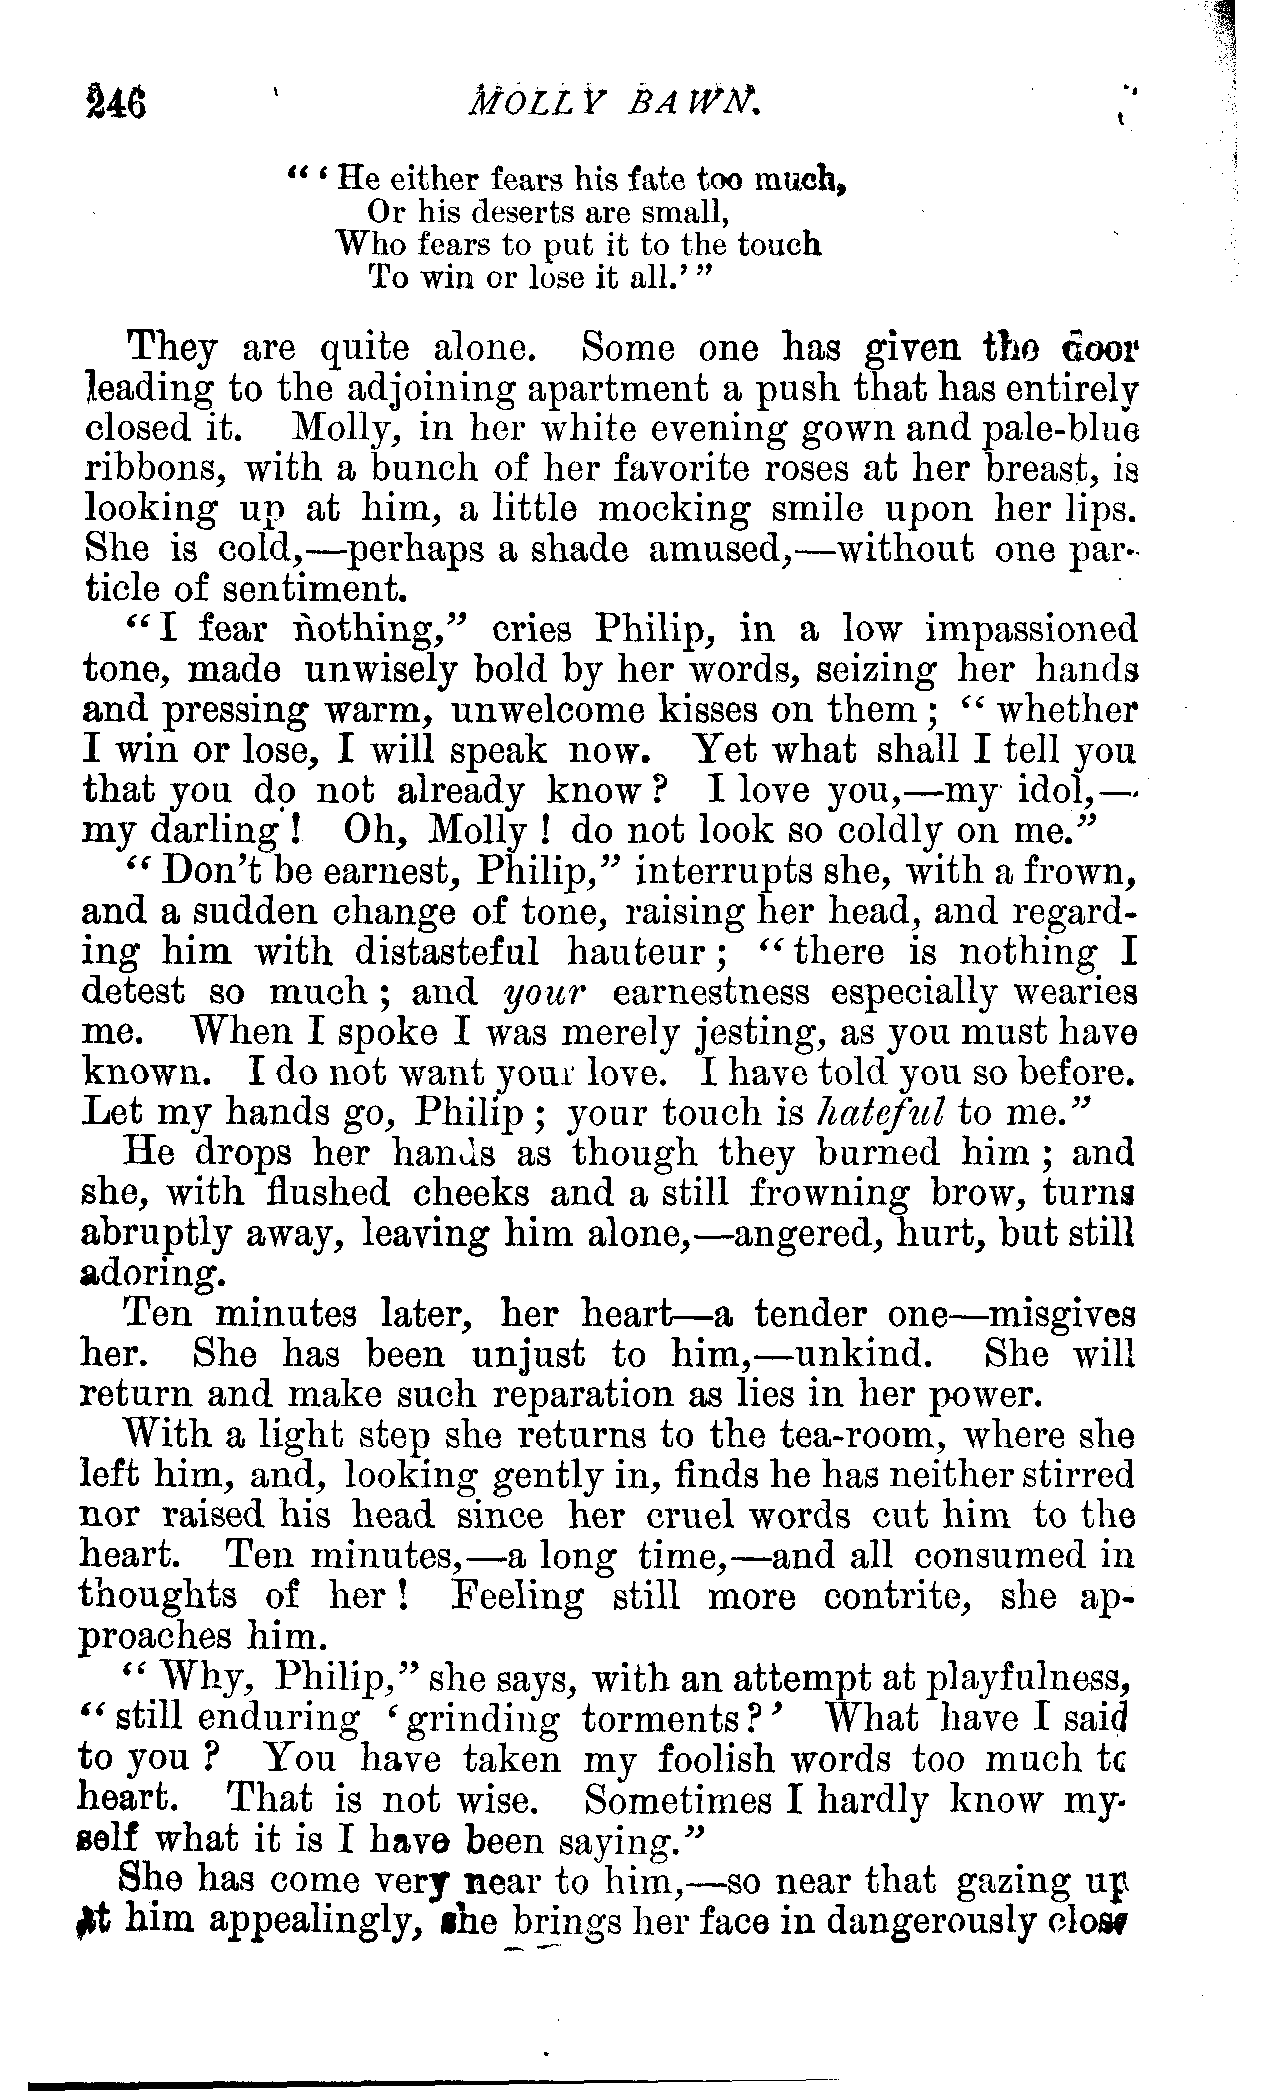 246 MOLLY BAWN.
"'He either fears his fate too much,
Or his deserts are small,
Who fears to put it to the touch
To win or lose it all.'"
They are quite alone. Some one has given the door
leading to the adjoining apartment a push that has entirely
closed it. Molly, in her white evening gown and pale-blue
ribbons, with a bunch of her favorite roses at her breast, is
looking up at him, a little mocking smile upon her lips.
She is cold,—perhaps a shade amused,—without one par-
ticle of sentiment.
"I fear nothing," cries Philip, in a low impassioned
tone, made unwisely bold by her words, seizing her hands
and pressing warm, unwelcome kisses on them; "whether
I win or lose, I will speak now. Yet what shall I tell you
that you do not already know? I love you,—my idol,—
my darling! Oh, Molly! do not look so coldly on me."
"Don't be earnest, Philip," interrupts she, with a frown,
and a sudden change of tone, raising her head, and regard-
ing him with distasteful hauteur; "there is nothing I
detest so much; and your earnestness especially wearies
me. When I spoke I was merely jesting, as you must have
known. I do not want your love. I have told you so before.
Let my hands go, Philip; your touch is hateful to me."
He drops her hands as though they burned him; and
she, with flushed cheeks and a still frowning brow, turns
abruptly away, leaving him alone,—angered, hurt, but still
adoring.
Ten minutes later, her heart—a tender one—misgives
her. She has been unjust to him,—unkind. She will
return and make such reparation as lies in her power.
With a light step she returns to the tea-room, where she
left him, and, looking gently in, finds he has neither stirred
nor raised his head since her cruel words cut him to the
heart. Ten minutes,—a long time,—and all consumed in
thoughts of her! Feeling still more contrite, she ap-
proaches him.
"Why, Philip," she says, with an attempt at playfulness,
"still enduring 'grinding torments?' What have I said
to you? You have taken my foolish words too much to
heart. That is not wise. Sometimes I hardly know my-
self what it is I have been saying."
She has come very near to him,—so near that gazing up
at him appealingly, she brings her face in dangerously close